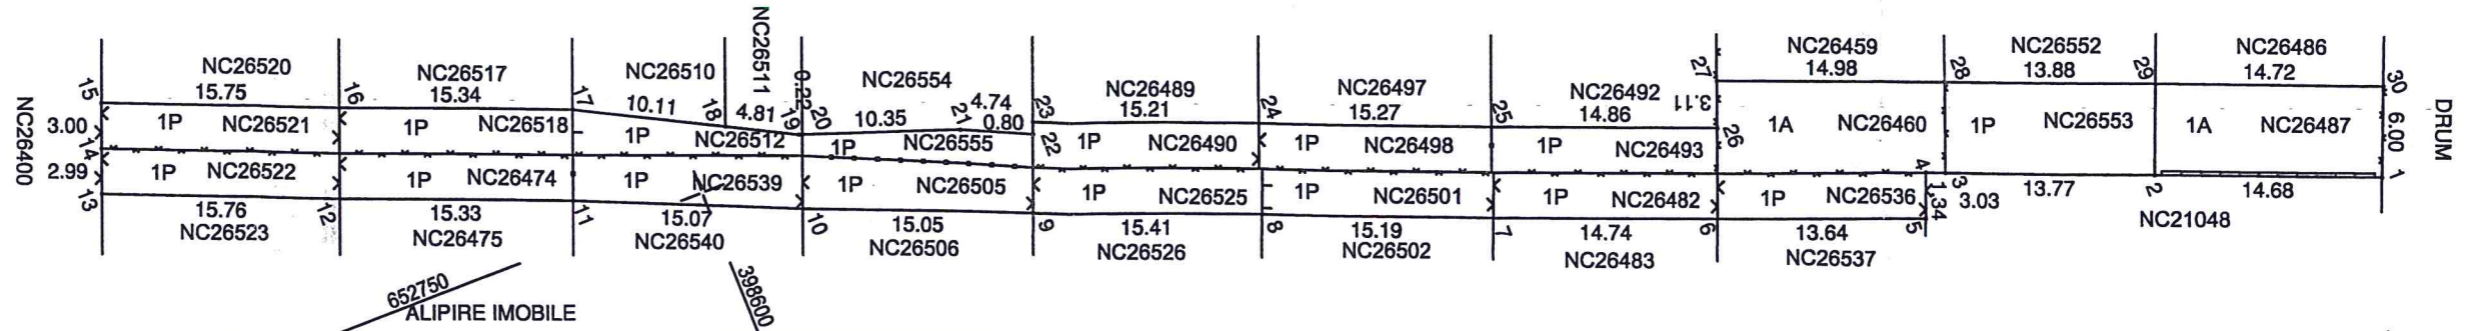 NC26511
NC26520
15.75
NC26517
15.34
NC26510
10.11
4.81
0.22
NC26554
10.35
4.74
0.80
NC26489
15.21
NC26497
15.27
NC26492
14.86
3.11
NC26459
14.98
NC26552
13.88
NC26486
14.72
15
16
17
18
19
20
21
22
23
24
25
26
27
28
29
30
NC26400
3.00
1P NC26521
1P NC26518
1P NC26512
1P NC26555
1P NC26490
1P NC26498
1P NC26493
1A NC26460
1P NC26553
1A NC26487
6.00
DRUM
14
2.99
1P NC26522
1P NC26474
1P NC26539
1P NC26505
1P NC26525
1P NC26501
1P NC26482
1P NC26536
4
1.34
3
3.03
13.77
2
14.68
1
NC21048
13
15.76
NC26523
12
15.33
NC26475
11
15.07
NC26540
10
15.05
NC26506
9
15.41
NC26526
8
15.19
NC26502
7
14.74
NC26483
6
13.64
NC26537
5
652750
ALIPIRE IMOBILE
398600